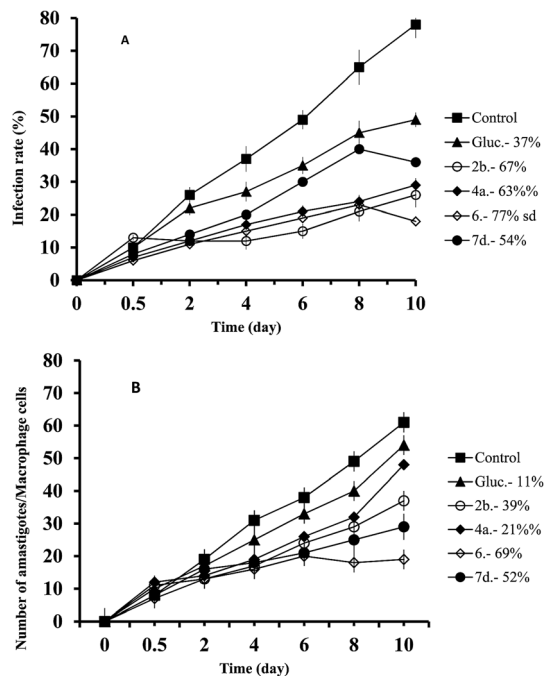 A
80
70
60
50
40
30
20
10
0
Infection rate (%)
0 0.5 2 4 6 8 10
Time (day)
Control
Gluc.- 37%
2b.- 67%
4a.- 63%%
6.- 77% sd
7d.- 54%
B
80
70
60
50
40
30
20
10
0
Number of amastigotes/Macrophage cells
0 0.5 2 4 6 8 10
Time (day)
Control
Gluc.- 11%
2b.- 39%
4a.- 21%%
6.- 69%
7d.- 52%